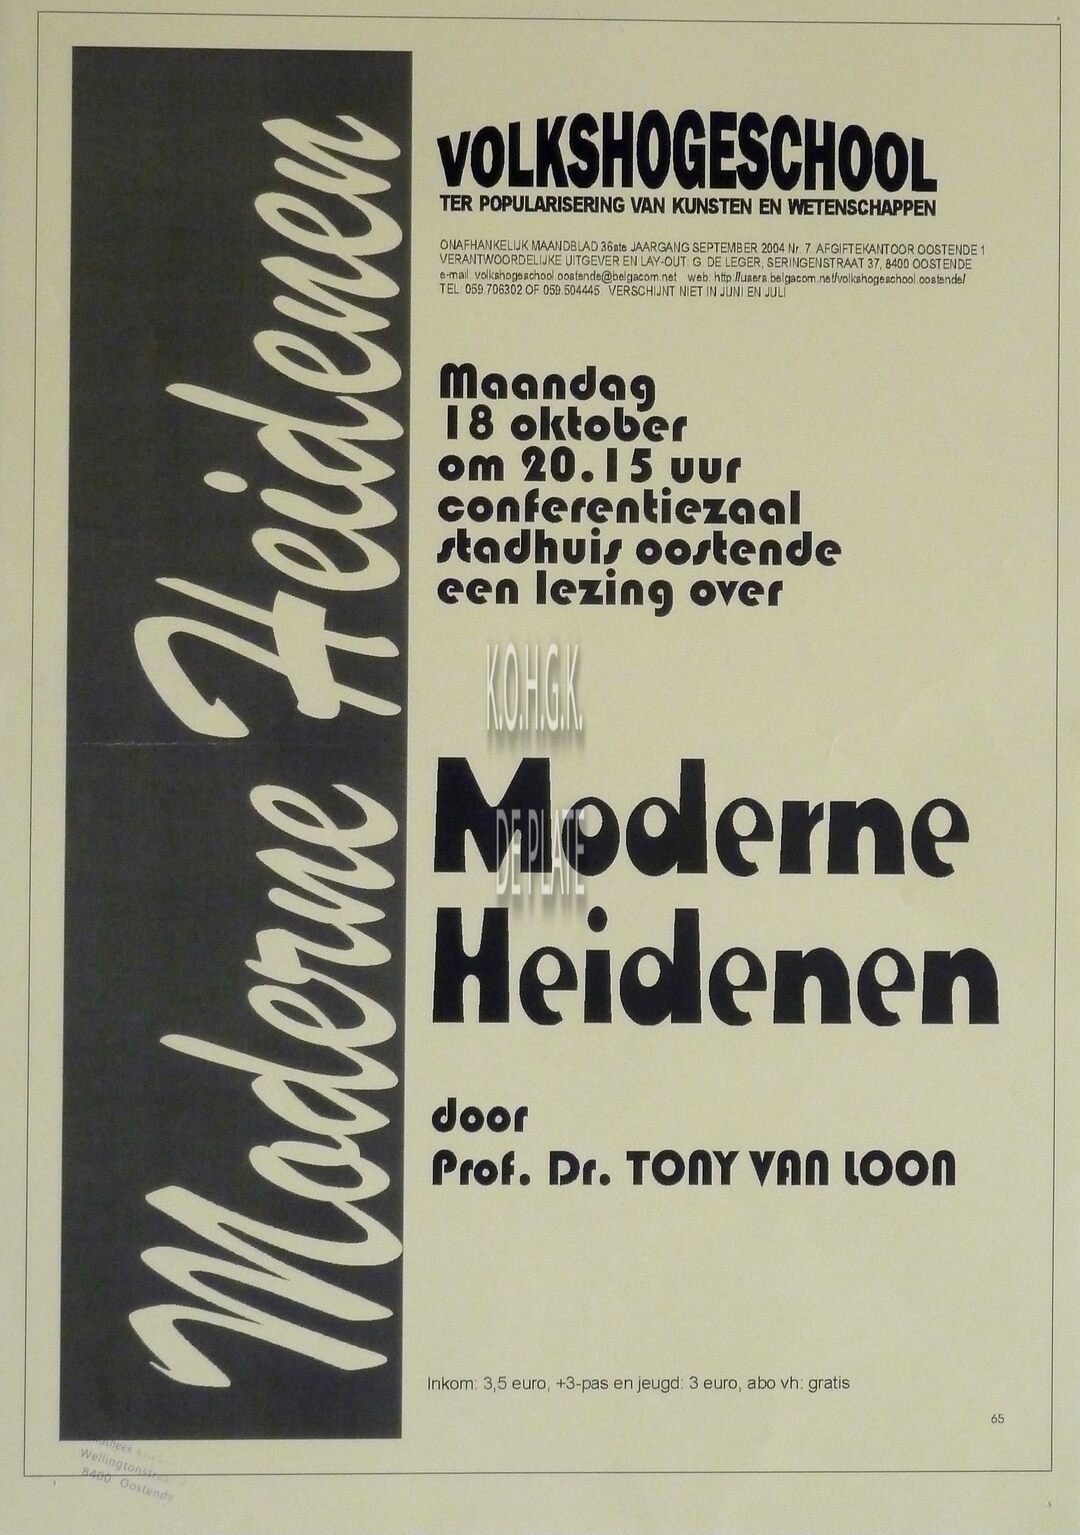 Moderne Heidenen
VOLKSHOGESCHOOL
TER POPULARISERING VAN KUNSTEN EN WETENSCHAPPEN
ONAFHANKELIJK MAANDBLAD 36ste JAARGANG SEPTEMBER 2004 Nr. 7 AFGIFTEKANTOOR OOSTENDE 1
VERANTWOORDELIJKE UITGEVER EN LAY-OUT: G. DE LEGER, SERINGENSTRAAT 37, 8400 OOSTENDE
e-mail: volkshogeschool.oostende@belgacom.net web: http://users.belgacom.net/volkshogeschool.oostende/
TEL: 059.706302 OF 059.504445. VERSCHIJNT NIET IN JUNI EN JULI
Maandag
18 oktober
om 20.15 uur
conferentiezaal
stadhuis oostende
een lezing over
K.O.H.G.K.
DE PLATE
Moderne
Heidenen
door
Prof. Dr. TONY VAN LOON
Inkom: 3,5 euro, +3-pas en jeugd: 3 euro, abo vh: gratis
65
8400 Oostende